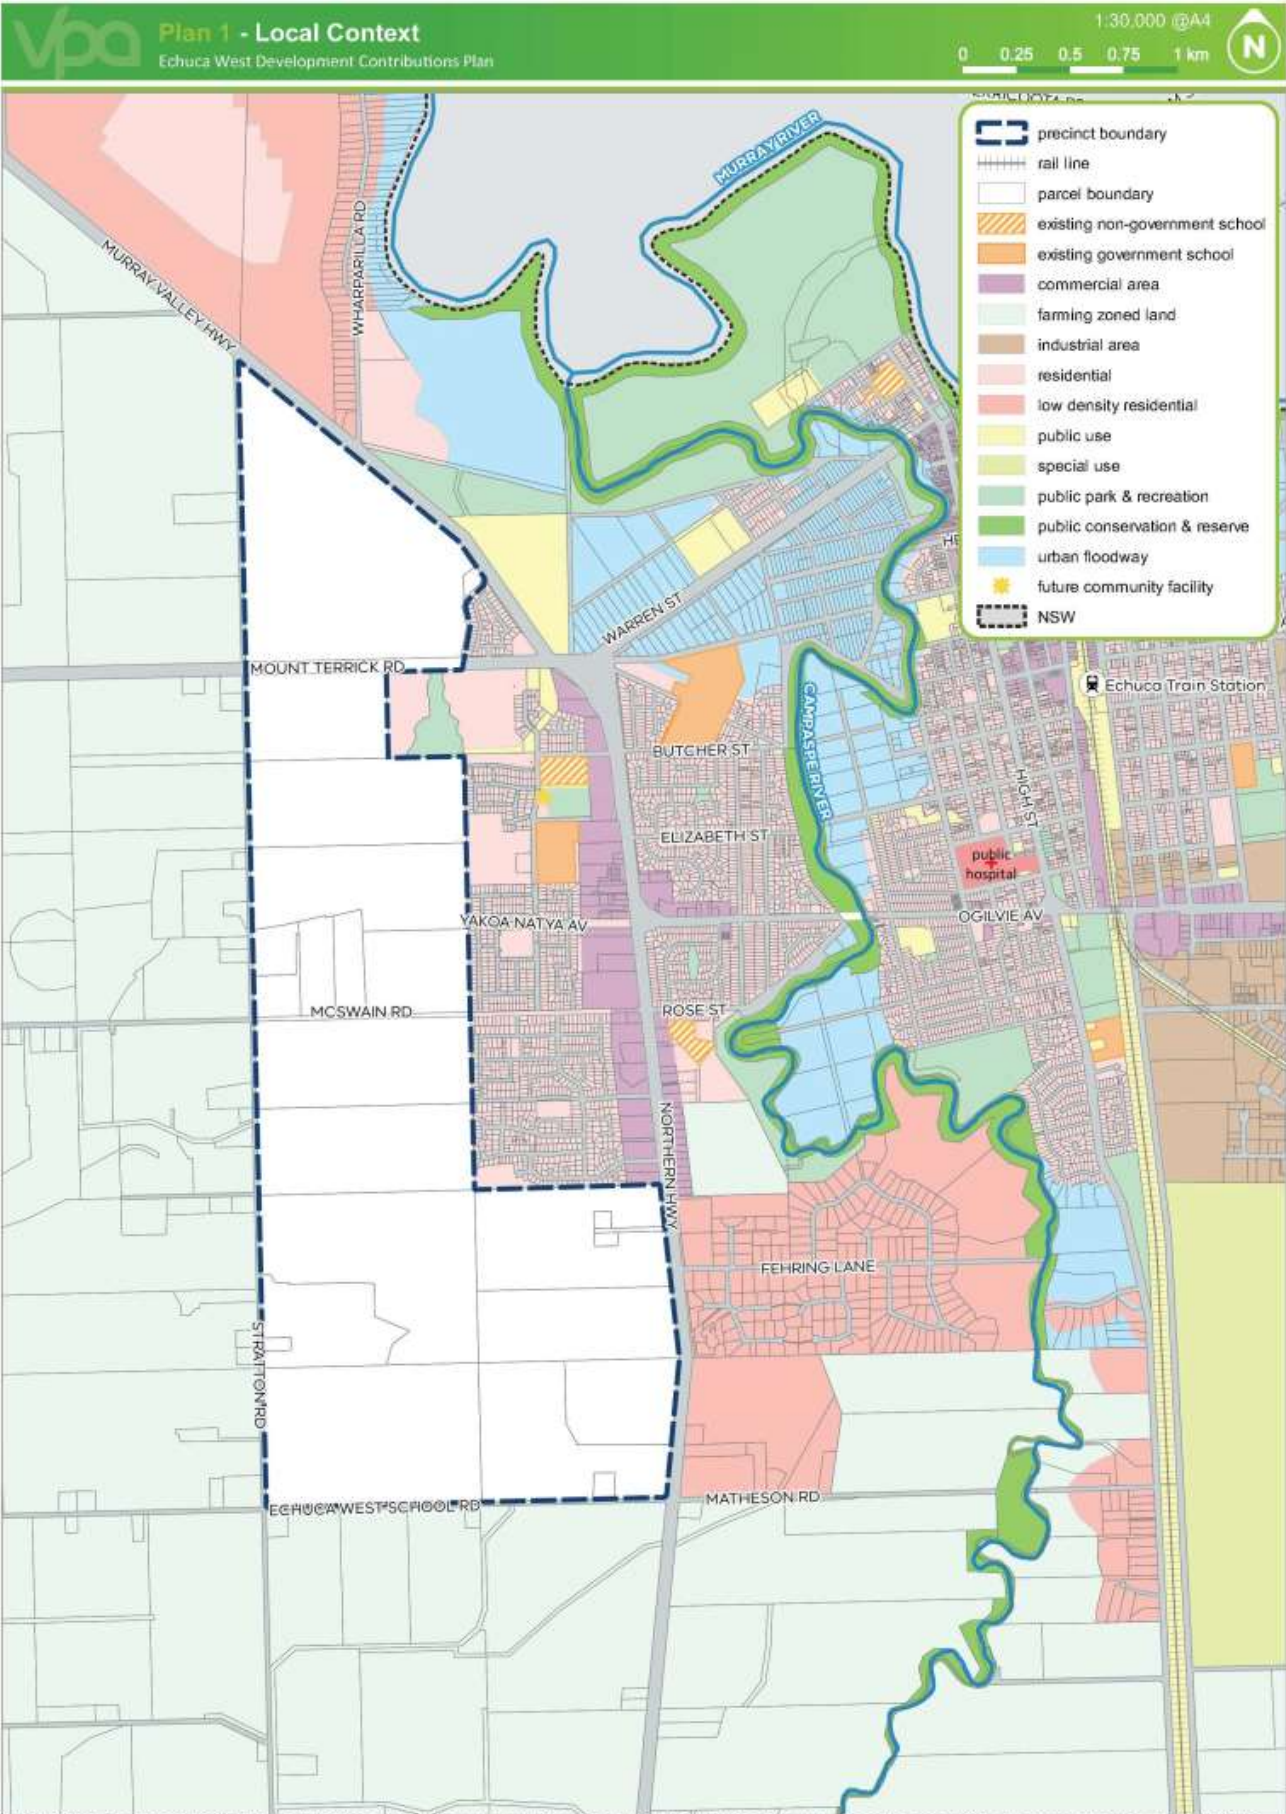 vpa
Plan 1 - Local Context
Echuca West Development Contributions Plan
1:30,000 @A4
0 0.25 0.5 0.75 1 km
N
precinct boundary
rail line
parcel boundary
existing non-government school
existing government school
commercial area
farming zoned land
industrial area
residential
low density residential
public use
special use
public park & recreation
public conservation & reserve
urban floodway
future community facility
NSW
MURRAY RIVER
WHARPARILLA RD
MURRAY VALLEY HWY
WARREN ST
MOUNT TERRICK RD
Echuca Train Station
CAMPASPE RIVER
BUTCHER ST
HIGH ST
ELIZABETH ST
public
hospital
YAKOA NATYA AV
OGILVIE AV
MCSWAIN RD
ROSE ST
NORTHERN HWY
FEHRING LANE
STRATTON RD
ECHUCA WEST SCHOOL RD
MATHESON RD